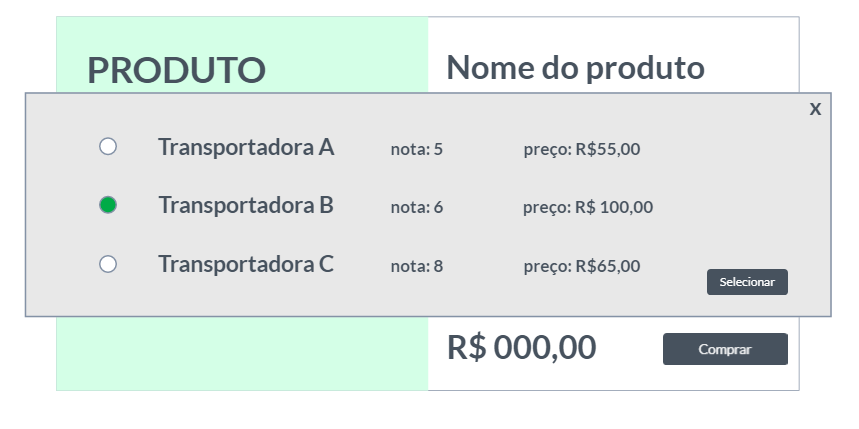 PRODUTO
Nome do produto
X
Transportadora A nota: 5 preço: R$55,00
Transportadora B nota: 6 preço: R$ 100,00
Transportadora C nota: 8 preço: R$65,00
Selecionar
R$ 000,00
Comprar